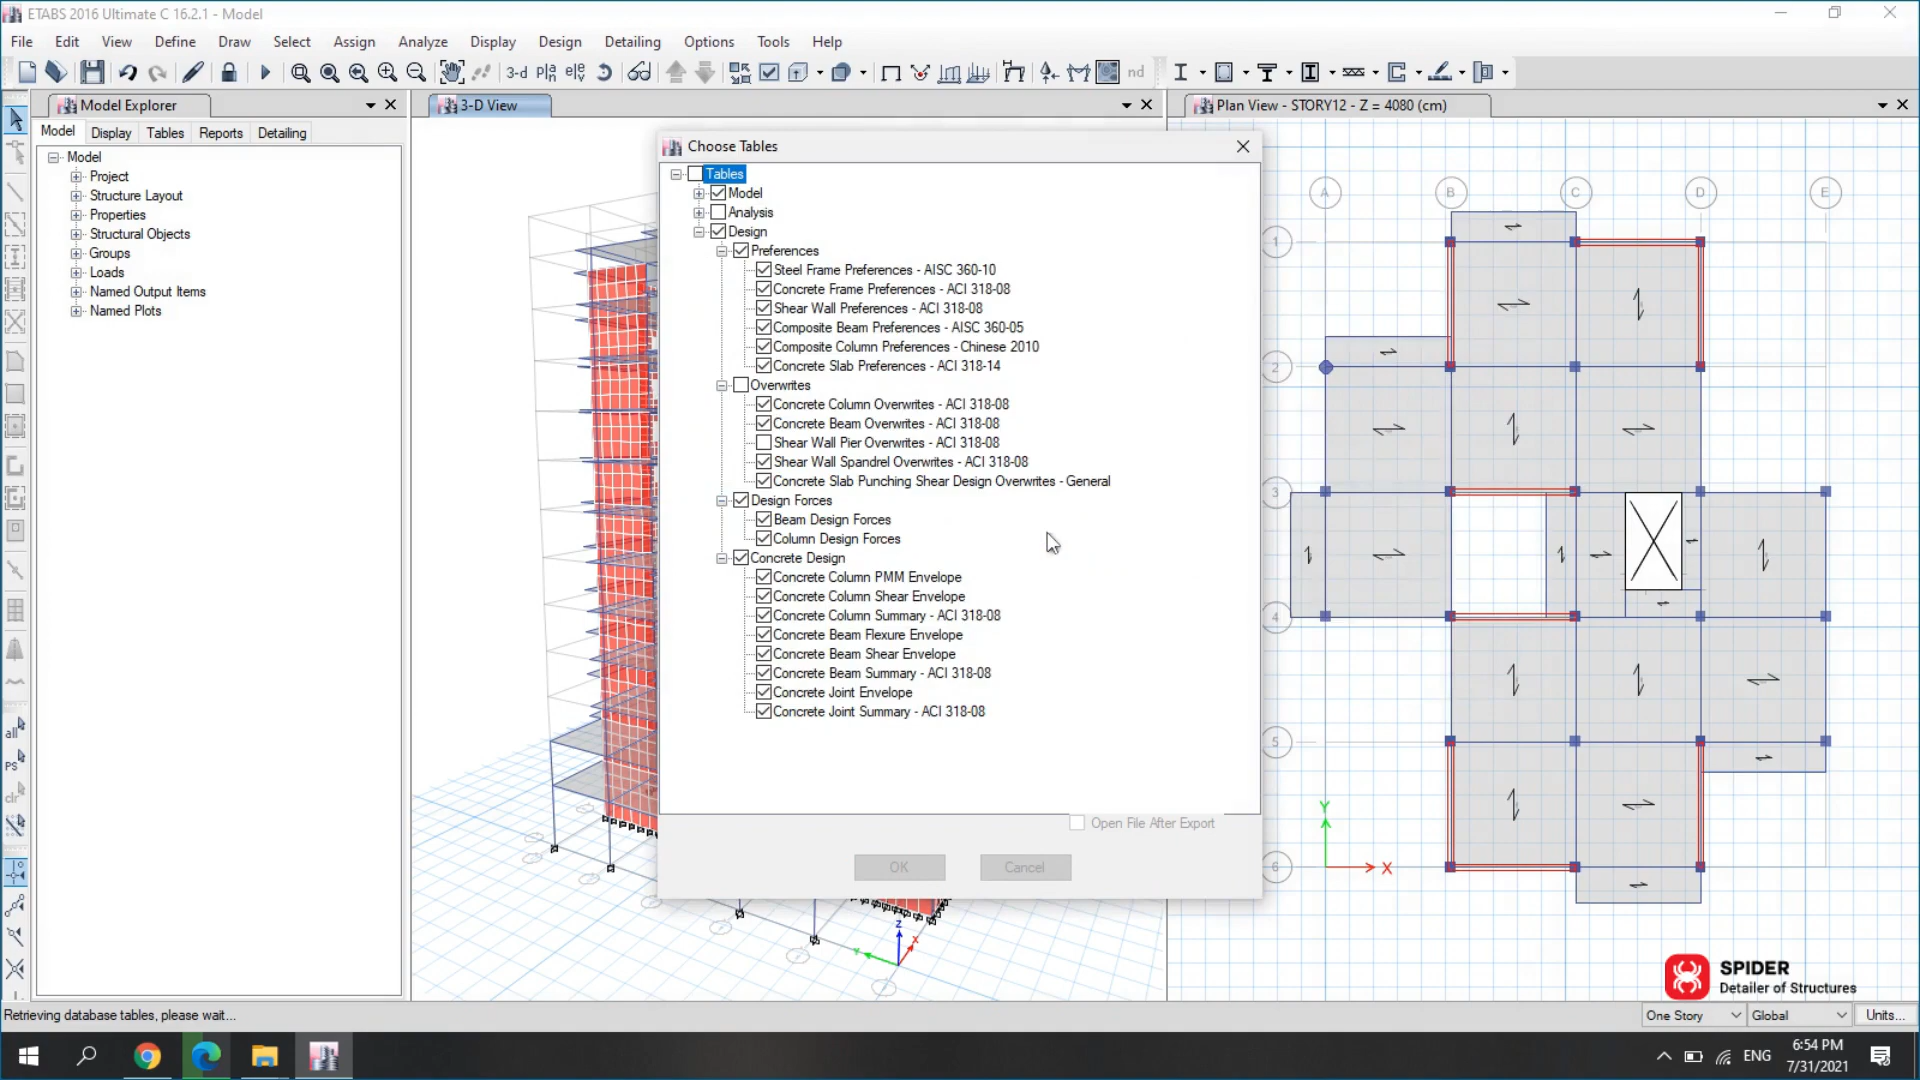 ETABS 2016 Ultimate C 16.2.1 - Model
File Edit View Define Draw Select Assign Analyze Display Design Detailing Options Tools Help
3-d pla ele nd
Model Explorer
3-D View
Plan View - STORY12 - Z = 4080 (cm)
Model Display Tables Reports Detailing
Model
Project
Structure Layout
Properties
Structural Objects
Groups
Loads
Named Output Items
Named Plots
all
PS
clr
Choose Tables
Tables
Model
Analysis
Design
Preferences
Steel Frame Preferences - AISC 360-10
Concrete Frame Preferences - ACI 318-08
Shear Wall Preferences - ACI 318-08
Composite Beam Preferences - AISC 360-05
Composite Column Preferences - Chinese 2010
Concrete Slab Preferences - ACI 318-14
Overwrites
Concrete Column Overwrites - ACI 318-08
Concrete Beam Overwrites - ACI 318-08
Shear Wall Pier Overwrites - ACI 318-08
Shear Wall Spandrel Overwrites - ACI 318-08
Concrete Slab Punching Shear Design Overwrites - General
Design Forces
Beam Design Forces
Column Design Forces
Concrete Design
Concrete Column PMM Envelope
Concrete Column Shear Envelope
Concrete Column Summary - ACI 318-08
Concrete Beam Flexure Envelope
Concrete Beam Shear Envelope
Concrete Beam Summary - ACI 318-08
Concrete Joint Envelope
Concrete Joint Summary - ACI 318-08
Open File After Export
OK Cancel
Z
X
Y
A B C D E
1
2
3
4
5
6
Y
X
SPIDER
Detailer of Structures
Retrieving database tables, please wait...
One Story Global Units...
ENG
6:54 PM
7/31/2021